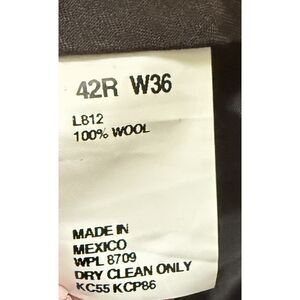 42R W36
L812
100% WOOL
MADE IN
MEXICO
WPL 8709
DRY CLEAN ONLY
KC55 KCP86